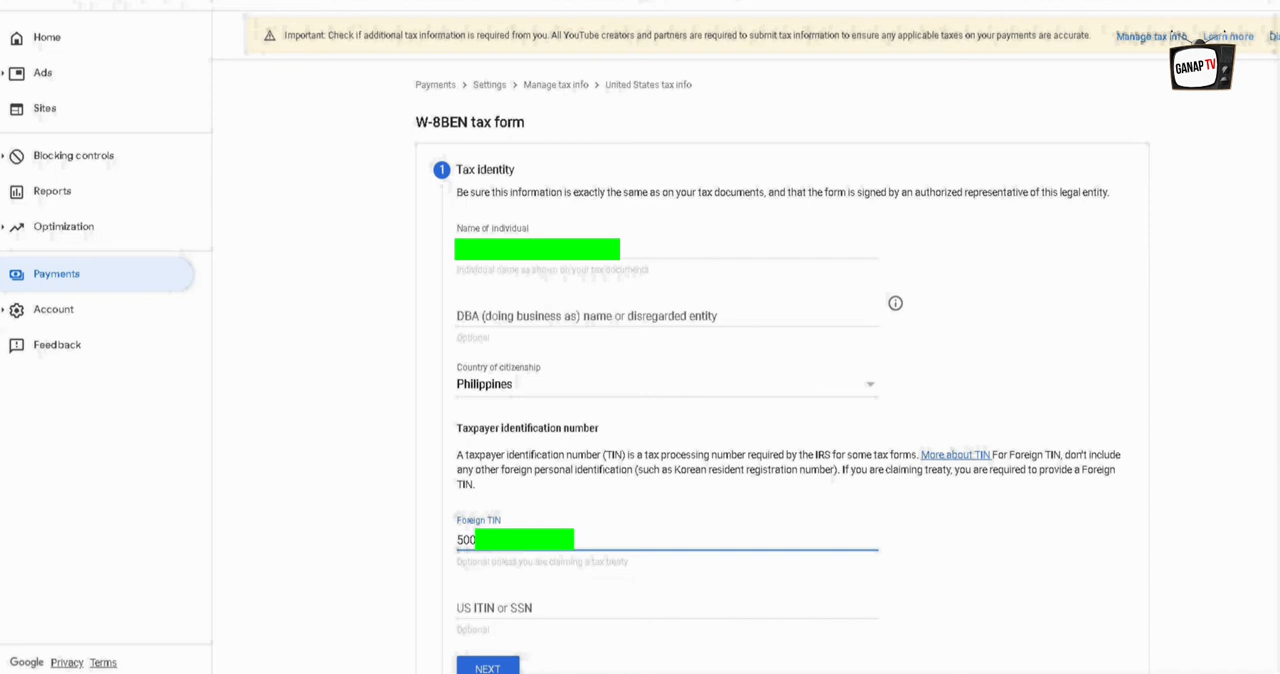 Important: Check if additional tax information is required from you. All YouTube creators and partners are required to submit tax information to ensure any applicable taxes on your payments are accurate.
Manage tax info Learn more
GANAP TV
Home
Ads
Sites
Blocking controls
Reports
Optimization
Payments
Account
Feedback
Google Privacy Terms
Payments > Settings > Manage tax info > United States tax info
W-8BEN tax form
1 Tax identity
Be sure this information is exactly the same as on your tax documents, and that the form is signed by an authorized representative of this legal entity.
Name of individual
Individual name as shown on your tax documents
DBA (doing business as) name or disregarded entity
Optional
Country of citizenship
Philippines
Taxpayer identification number
A taxpayer identification number (TIN) is a tax processing number required by the IRS for some tax forms. More about TIN For Foreign TIN, don't include
any other foreign personal identification (such as Korean resident registration number). If you are claiming treaty, you are required to provide a Foreign
TIN.
Foreign TIN
500
Optional unless you are claiming a tax treaty
US ITIN or SSN
Optional
NEXT